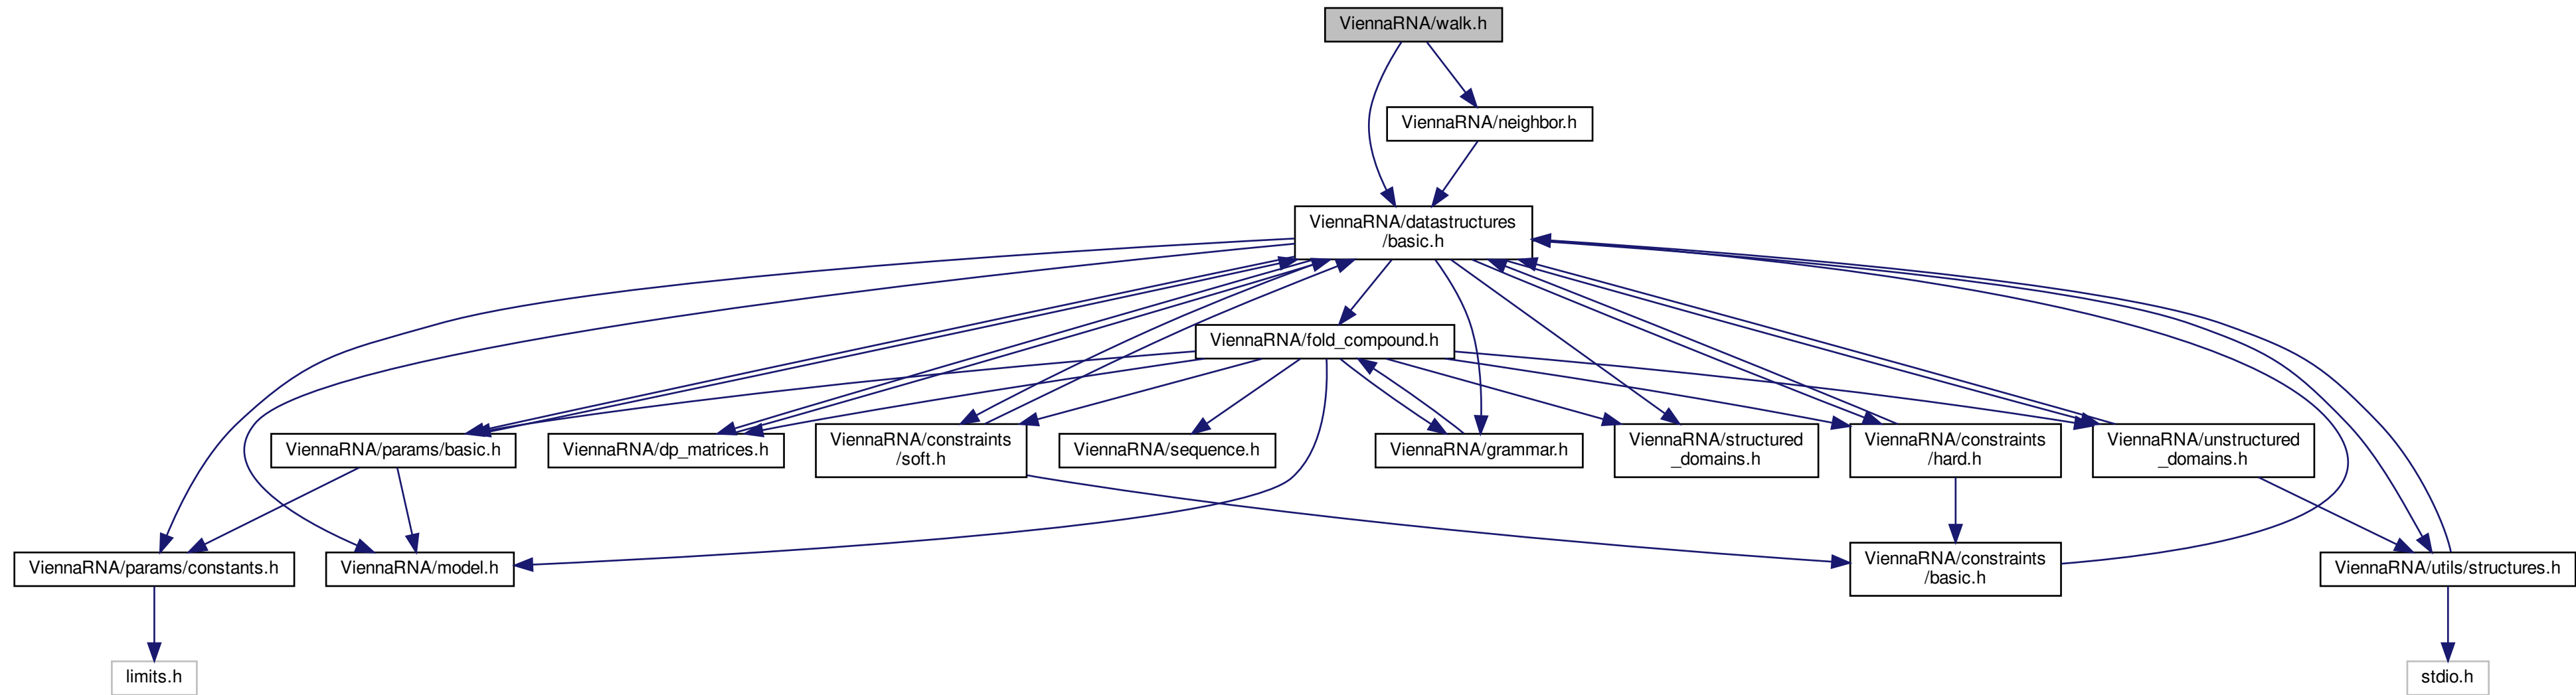 ViennaRNA/walk.h
ViennaRNA/neighbor.h
ViennaRNA/datastructures
/basic.h
ViennaRNA/fold_compound.h
ViennaRNA/params/basic.h
ViennaRNA/dp_matrices.h
ViennaRNA/constraints
/soft.h
ViennaRNA/sequence.h
ViennaRNA/grammar.h
ViennaRNA/structured
_domains.h
ViennaRNA/constraints
/hard.h
ViennaRNA/unstructured
_domains.h
ViennaRNA/params/constants.h
ViennaRNA/model.h
ViennaRNA/constraints
/basic.h
ViennaRNA/utils/structures.h
limits.h
stdio.h